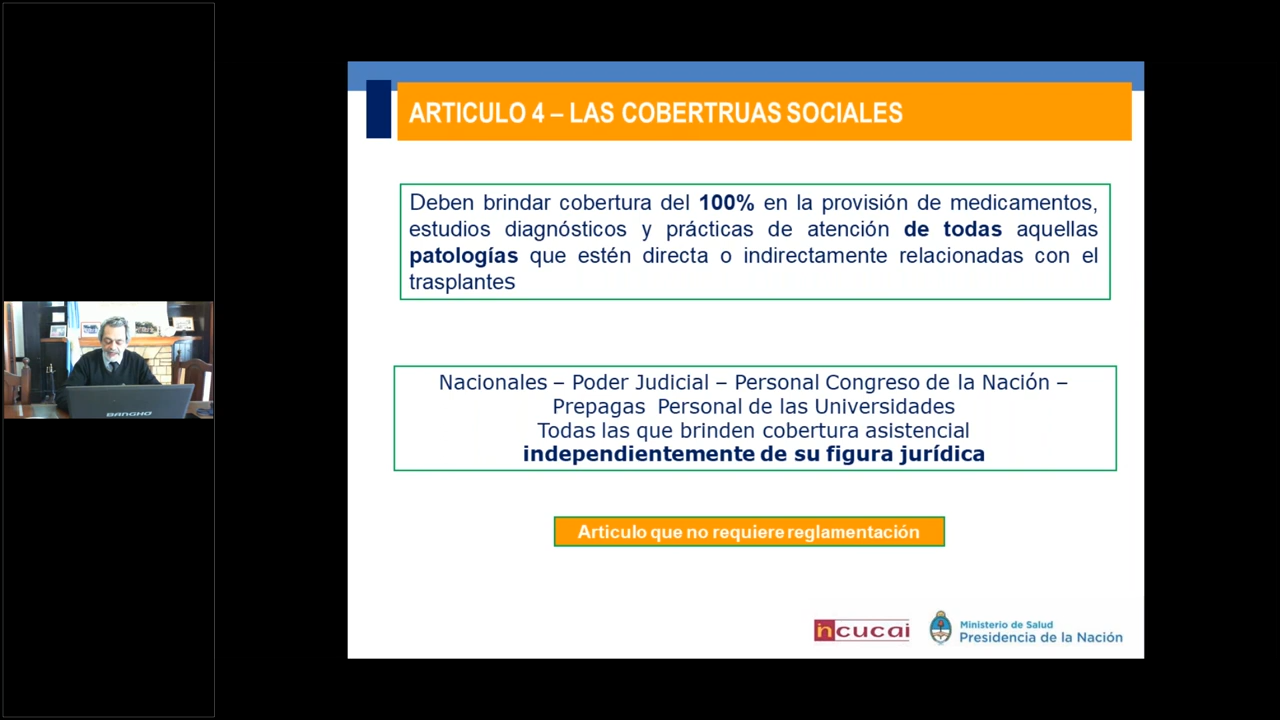 ARTICULO 4 – LAS COBERTRUAS SOCIALES
Deben brindar cobertura del 100% en la provisión de medicamentos,
estudios diagnósticos y prácticas de atención de todas aquellas
patologías que estén directa o indirectamente relacionadas con el
trasplantes
Nacionales – Poder Judicial – Personal Congreso de la Nación –
Prepagas Personal de las Universidades
Todas las que brinden cobertura asistencial
independientemente de su figura jurídica
Articulo que no requiere reglamentación
incucai
Ministerio de Salud
Presidencia de la Nación
BANGHO